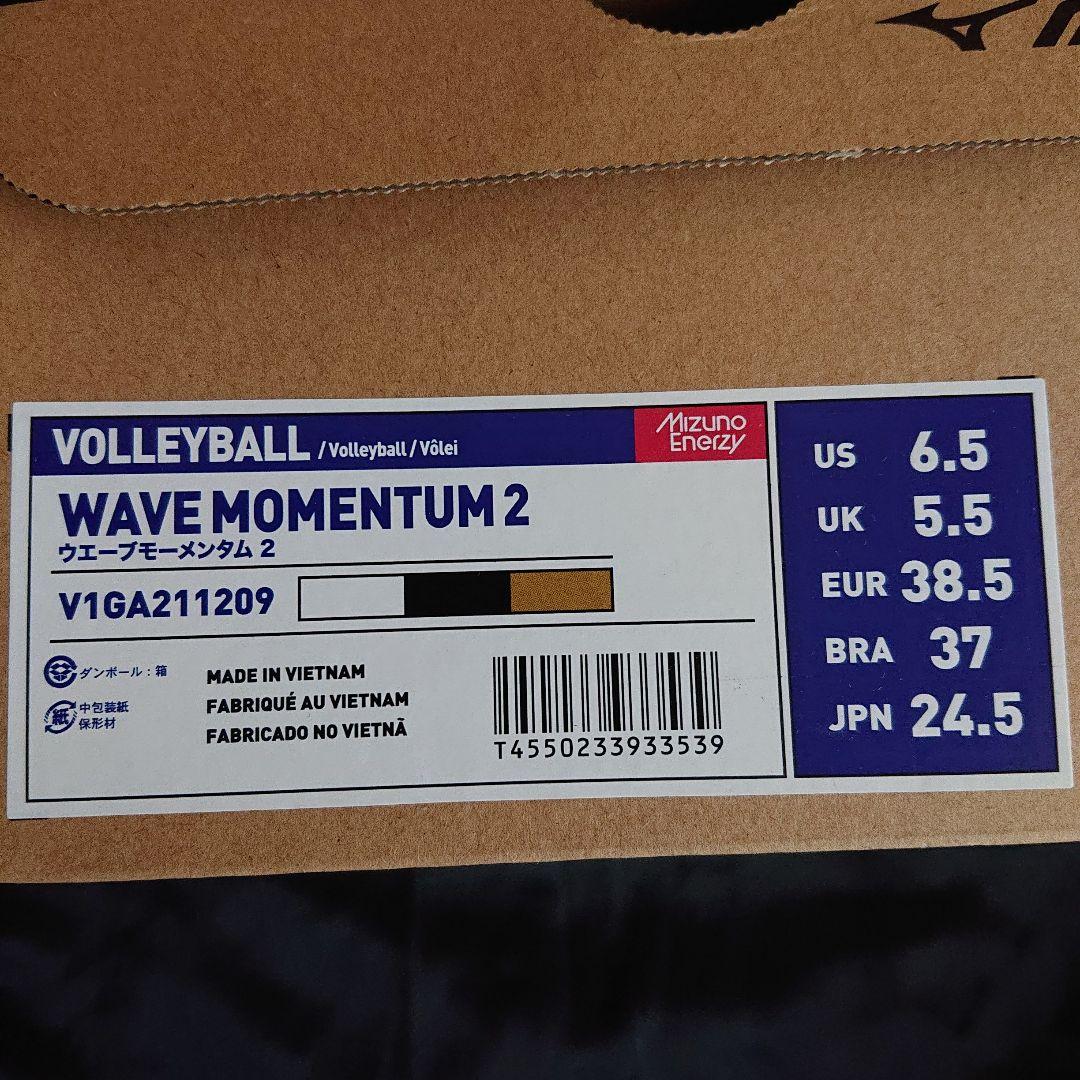 VOLLEYBALL / Volleyball / Vôlei
Mizuno
Enerzy
WAVE MOMENTUM 2
ウエーブモーメンタム 2
V1GA211209
ダンボール：箱
紙
中包装紙
保形材
MADE IN VIETNAM
FABRIQUÉ AU VIETNAM
FABRICADO NO VIETNÃ
T4550233933539
US 6.5
UK 5.5
EUR 38.5
BRA 37
JPN 24.5